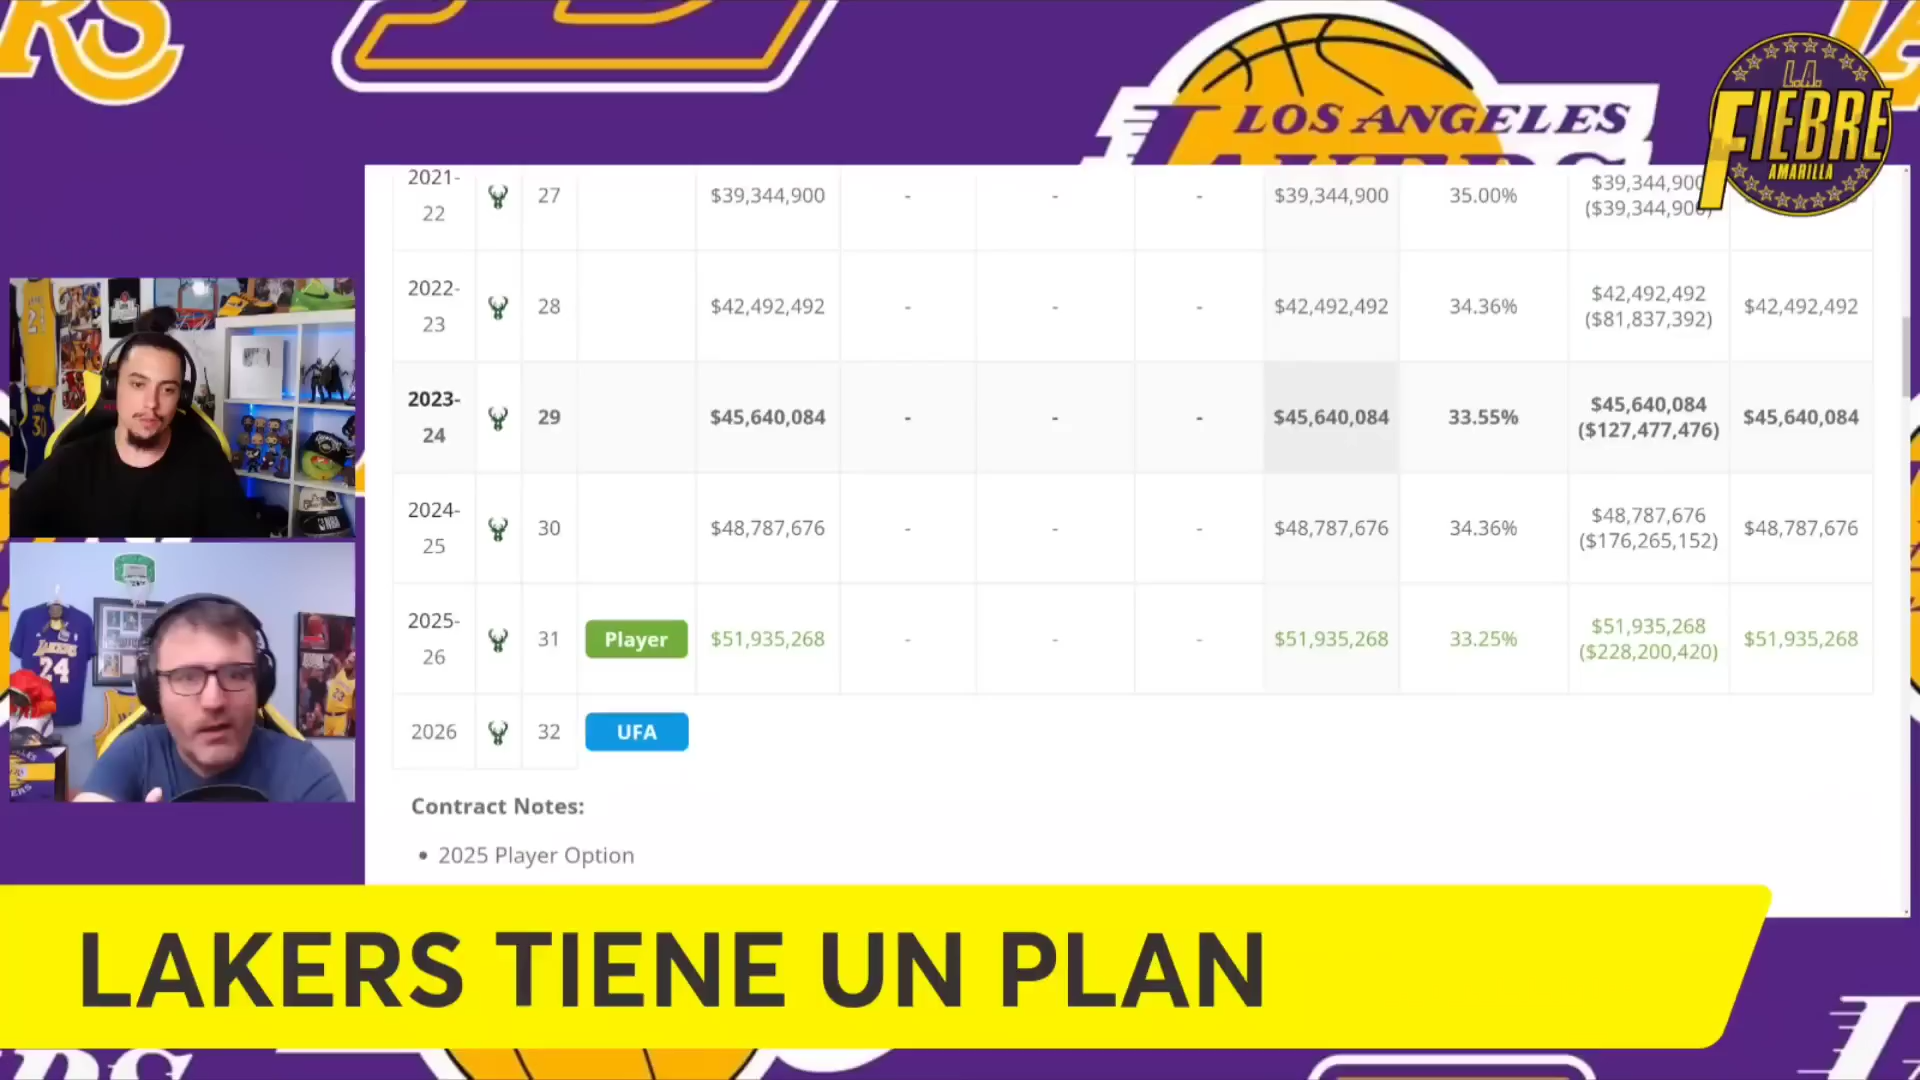 LOS ANGELES
L.A.
FIEBRE
AMARILLA
2021-22 27 $39,344,900 - - - $39,344,900 35.00% $39,344,900
2022-23 28 $42,492,492 - - - $42,492,492 34.36% $42,492,492 ($81,837,392) $42,492,492
2023-24 29 $45,640,084 - - - $45,640,084 33.55% $45,640,084 ($127,477,476) $45,640,084
2024-25 30 $48,787,676 - - - $48,787,676 34.36% $48,787,676 ($176,265,152) $48,787,676
2025-26 31 Player $51,935,268 - - - $51,935,268 33.25% $51,935,268 ($228,200,420) $51,935,268
2026 32 UFA
Contract Notes:
• 2025 Player Option
LAKERS
24
LAKERS TIENE UN PLAN